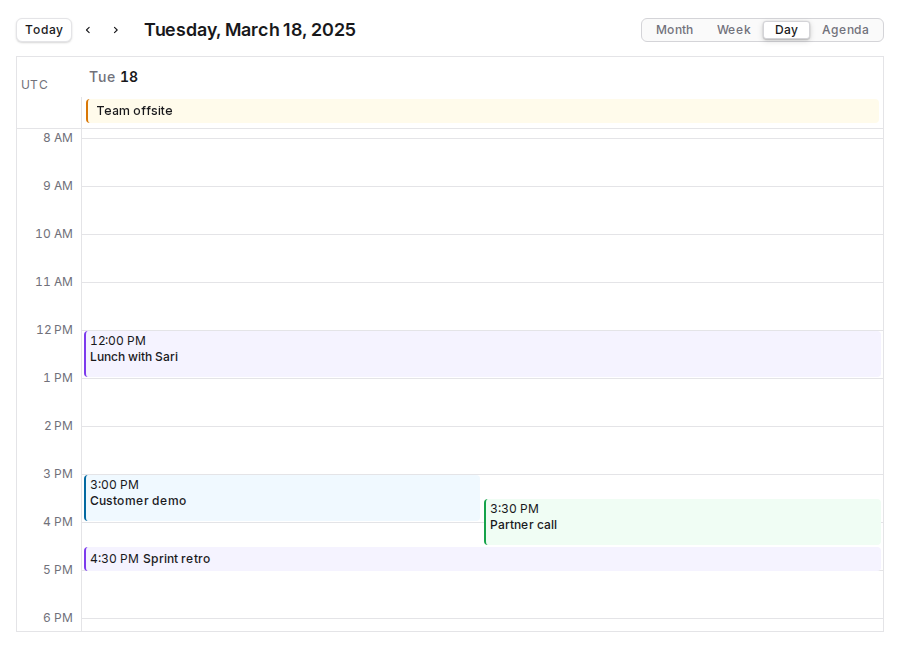 Today ‹ › Tuesday, March 18, 2025 Month Week Day Agenda
UTC Tue 18
Team offsite
8 AM
9 AM
10 AM
11 AM
12 PM
12:00 PM
Lunch with Sari
1 PM
2 PM
3 PM
3:00 PM
Customer demo
3:30 PM
Partner call
4 PM
4:30 PM Sprint retro
5 PM
6 PM